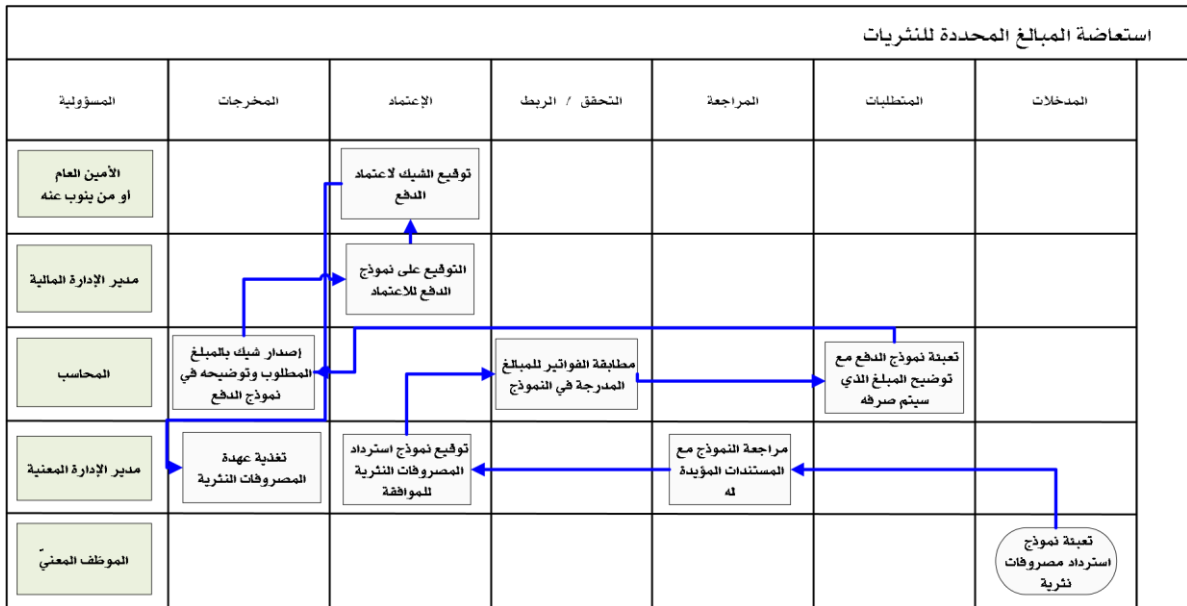 استعاضة المبالغ المحددة للنثريات
المدخلات
المتطلبات
المراجعة
التحقق / الربط
الإعتماد
المخرجات
المسؤولية
توقيع الشيك لاعتماد
الدفع
الأمين العام
او من ينوب عنه
التوقيع على نموذج
الدفع للاعتماد
مدير الإدارة المالية
تعبئة نموذج الدفع مع
توضيح المبلغ الذي
سيتم صرفه
مطابقة الفواتير للمبالغ
المدرجة في النموذج
إصدار شيك بالمبلغ
المطلوب وتوضيحه في
نموذج الدفع
المحاسب
مراجعة النموذج مع
المستندات المؤيدة
له
توقيع نموذج استرداد
المصروفات النثرية
للموافقة
تغذية عهدة
المصروفات النثرية
مدير الإدارة المعنية
تعبئة نموذج
استرداد مصروفات
نثرية
الموظف المعنيّ